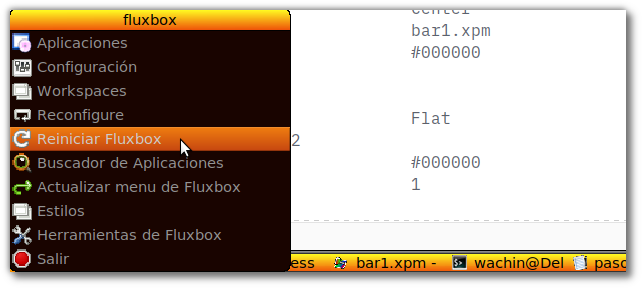 fluxbox
Aplicaciones
Configuración
Workspaces
Reconfigure
Reiniciar Fluxbox
Buscador de Aplicaciones
Actualizar menu de Fluxbox
Estilos
Herramientas de Fluxbox
Salir
center
bar1.xpm
#000000
Flat
2
#000000
1
ess
bar1.xpm -
wachin@Del
pasc